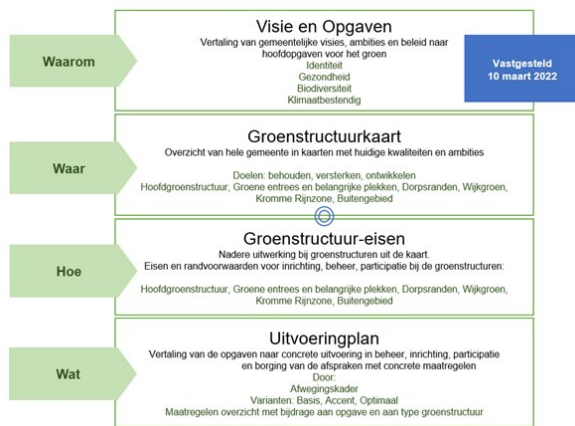 Waarom
Visie en Opgaven
Vertaling van gemeentelijke visies, ambities en beleid naar
hoofdopgaven voor het groen
Identiteit
Gezondheid
Biodiversiteit
Klimaatbestendig
Vastgesteld
10 maart 2022
Waar
Groenstructuurkaart
Overzicht van hele gemeente in kaarten met huidige kwaliteiten en ambities
Doelen: behouden, versterken, ontwikkelen
Hoofdgroenstructuur, Groene entrees en belangrijke plekken, Dorpsranden, Wijkgroen,
Kromme Rijnzone, Buitengebied
Hoe
Groenstructuur-eisen
Nadere uitwerking bij groenstructuren uit de kaart.
Eisen en randvoorwaarden voor inrichting, beheer, participatie bij de groenstructuren:
Hoofdgroenstructuur, Groene entrees en belangrijke plekken, Dorpsranden, Wijkgroen,
Kromme Rijnzone, Buitengebied
Wat
Uitvoeringplan
Vertaling van de opgaven naar concrete uitvoering in beheer, inrichting, participatie
en borging van de afspraken met concrete maatregelen
Door:
Afwegingskader
Varianten: Basis, Accent, Optimaal
Maatregelen overzicht met bijdrage aan opgave en aan type groenstructuur